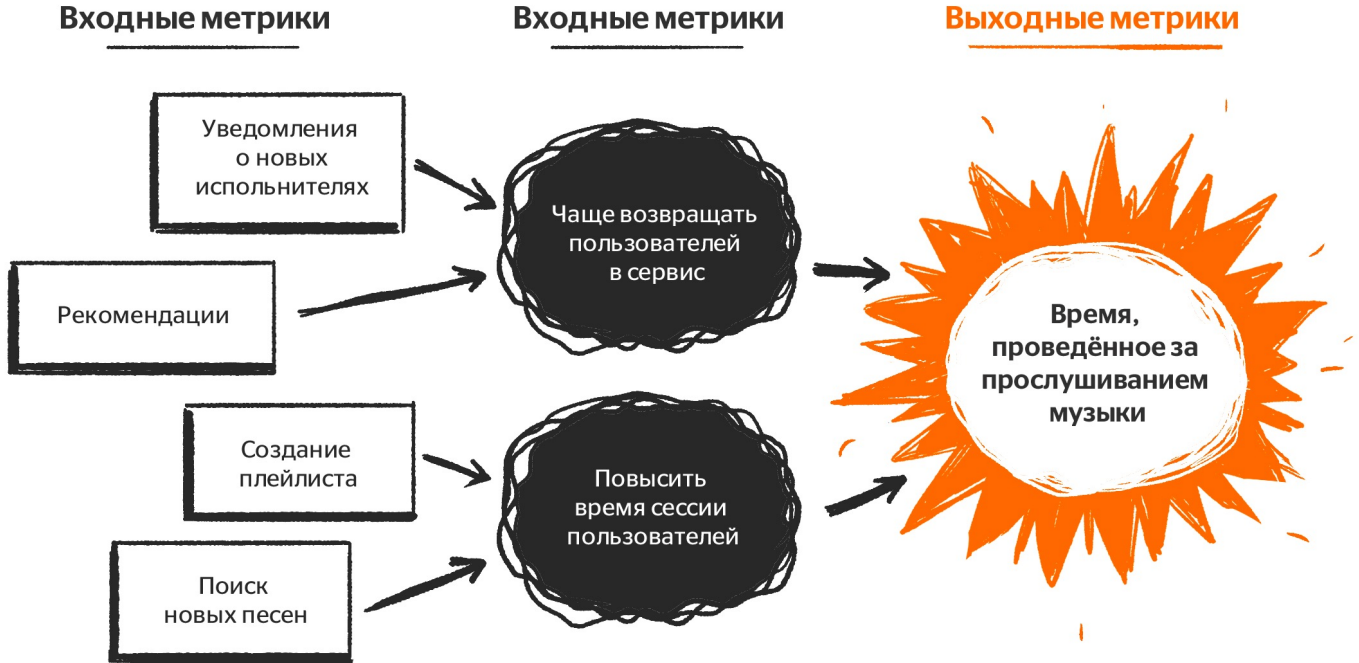 Входные метрики
Входные метрики
Выходные метрики
Уведомления
о новых
испольнителях
Рекомендации
Создание
плейлиста
Поиск
новых песен
Чаще возвращать
пользователей
в сервис
Повысить
время сессии
пользователей
Время,
проведённое за
прослушиванием
музыки